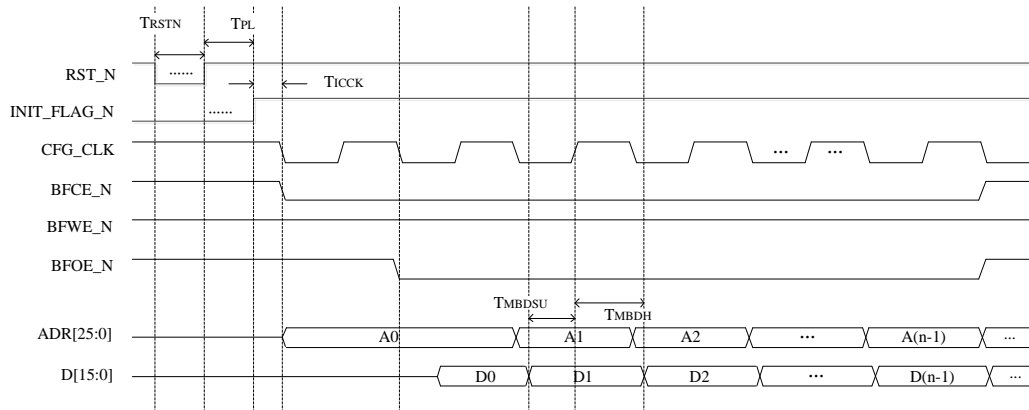 TRSTN TPL
RST_N ...... TICCK
INIT_FLAG_N ......
CFG_CLK ... ...
BFCE_N
BFWE_N
BFOE_N
TMBDSU TMBDH
ADR[25:0] A0 A1 A2 ... A(n-1) ...
D[15:0] D0 D1 D2 ... D(n-1) ...